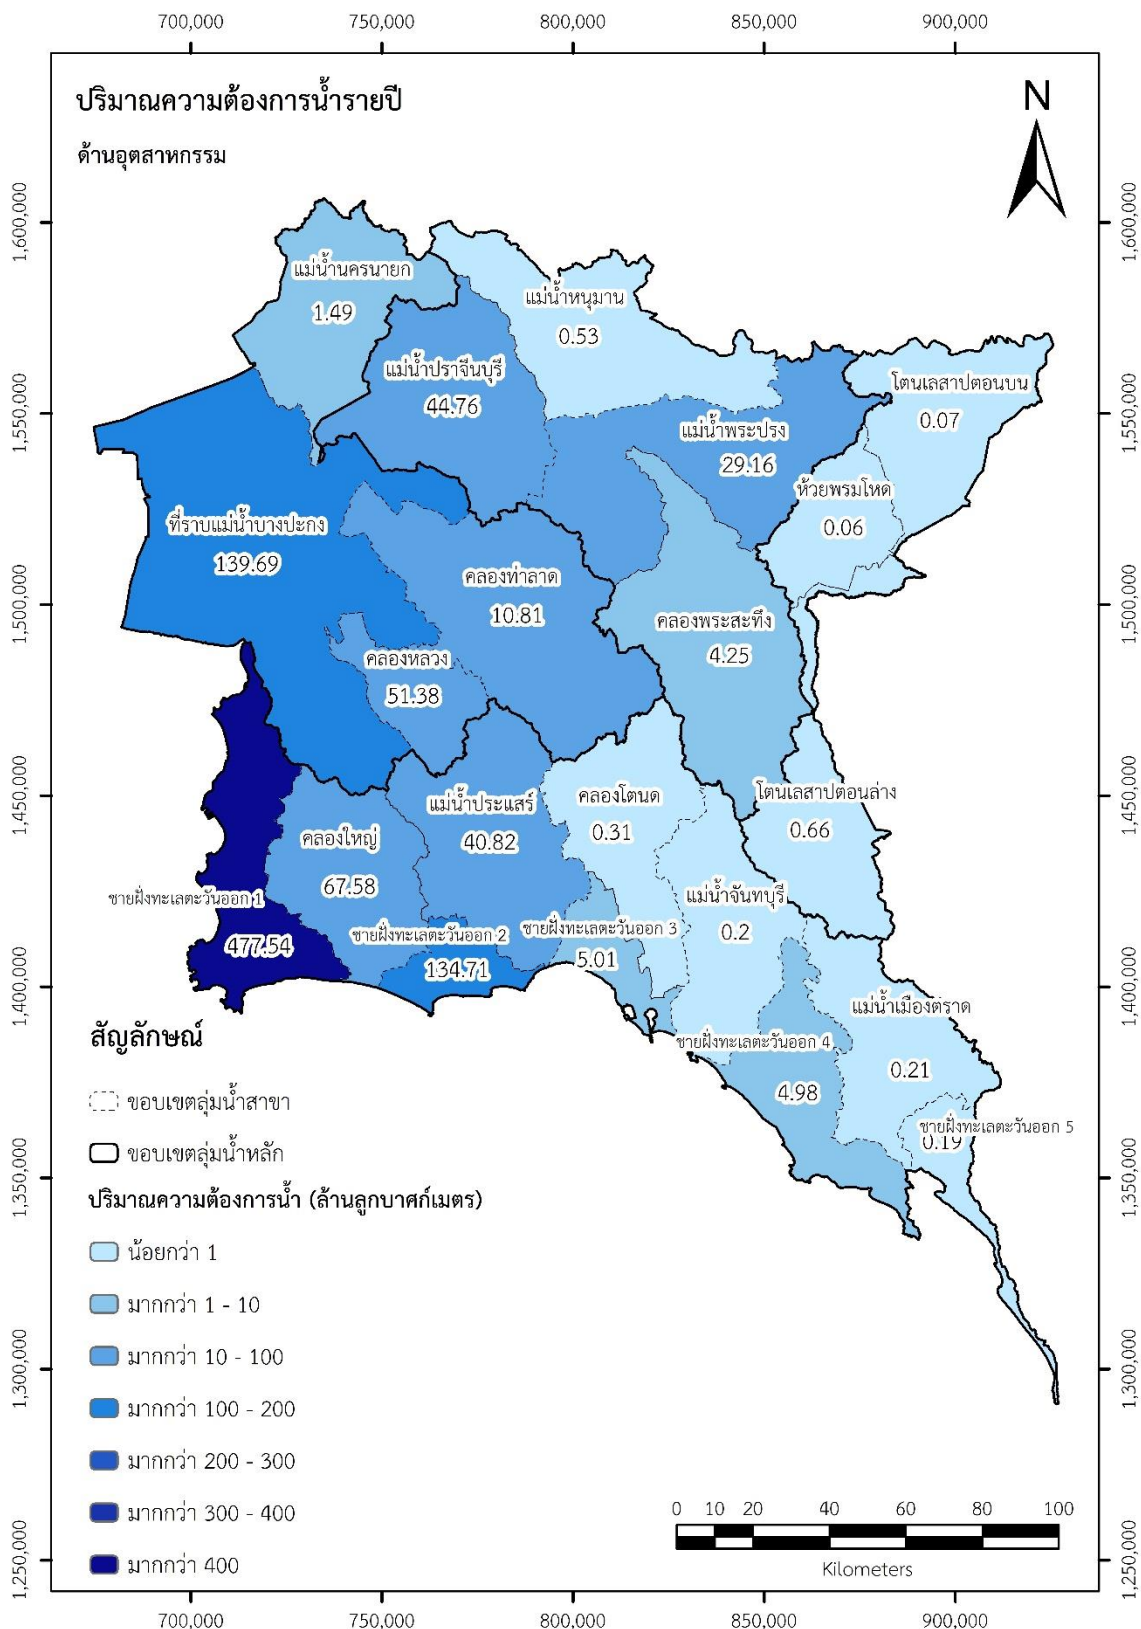 700,000 750,000 800,000 850,000 900,000
ปริมาณความต้องการน้ำรายปี
ด้านอุตสาหกรรม
N
1,600,000 1,600,000
แม่น้ำนครนายก
1.49
แม่น้ำหนุมาน
0.53
แม่น้ำปราจีนบุรี
44.76
โตนเลสาปตอนบน
0.07
1,550,000 1,550,000
แม่น้ำพระปรง
29.16
ห้วยพรมโหด
0.06
ที่ราบแม่น้ำบางปะกง
139.69
คลองท่าลาด
10.81
1,500,000 1,500,000
คลองพระสะทึง
4.25
คลองหลวง
51.38
1,450,000 1,450,000
แม่น้ำประแสร์
40.82
คลองโตนด
0.31
โตนเลสาปตอนล่าง
0.66
คลองใหญ่
67.58
ชายฝั่งทะเลตะวันออก 1
477.54
แม่น้ำจันทบุรี
0.2
ชายฝั่งทะเลตะวันออก 2
134.71
ชายฝั่งทะเลตะวันออก 3
5.01
1,400,000 1,400,000
แม่น้ำเมืองตราด
0.21
ชายฝั่งทะเลตะวันออก 4
4.98
ชายฝั่งทะเลตะวันออก 5
0.19
สัญลักษณ์
ขอบเขตลุ่มน้ำสาขา
ขอบเขตลุ่มน้ำหลัก
1,350,000 1,350,000
ปริมาณความต้องการน้ำ (ล้านลูกบาศก์เมตร)
น้อยกว่า 1
มากกว่า 1 - 10
มากกว่า 10 - 100
1,300,000 1,300,000
มากกว่า 100 - 200
มากกว่า 200 - 300
มากกว่า 300 - 400
มากกว่า 400
0 10 20 40 60 80 100
Kilometers
1,250,000 1,250,000
700,000 750,000 800,000 850,000 900,000